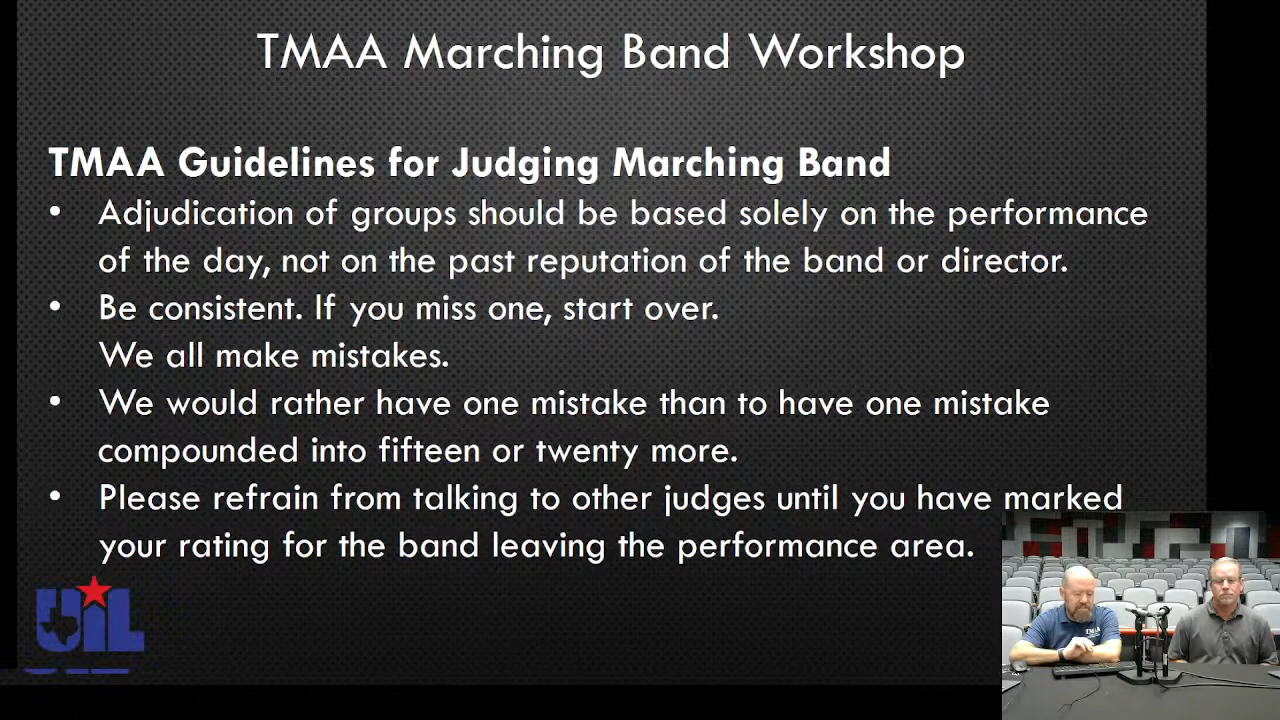 TMAA Marching Band Workshop
TMAA Guidelines for Judging Marching Band
• Adjudication of groups should be based solely on the performance
of the day, not on the past reputation of the band or director.
• Be consistent. If you miss one, start over.
We all make mistakes.
• We would rather have one mistake than to have one mistake
compounded into fifteen or twenty more.
• Please refrain from talking to other judges until you have marked
your rating for the band leaving the performance area.
UIL
TMAA